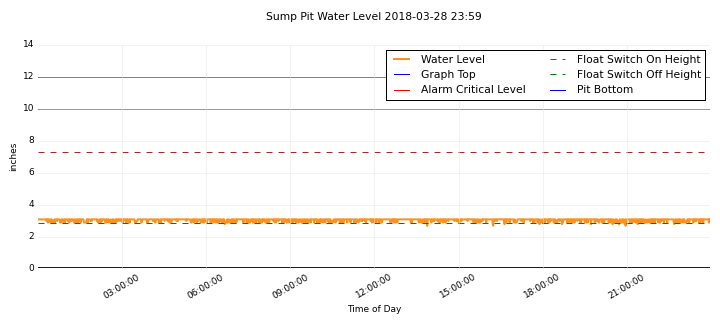 Sump Pit Water Level 2018-03-28 23:59
14
12
10
8
6
4
2
0
inches
Water Level
Graph Top
Alarm Critical Level
Float Switch On Height
Float Switch Off Height
Pit Bottom
03:00:00
06:00:00
09:00:00
12:00:00
15:00:00
18:00:00
21:00:00
Time of Day